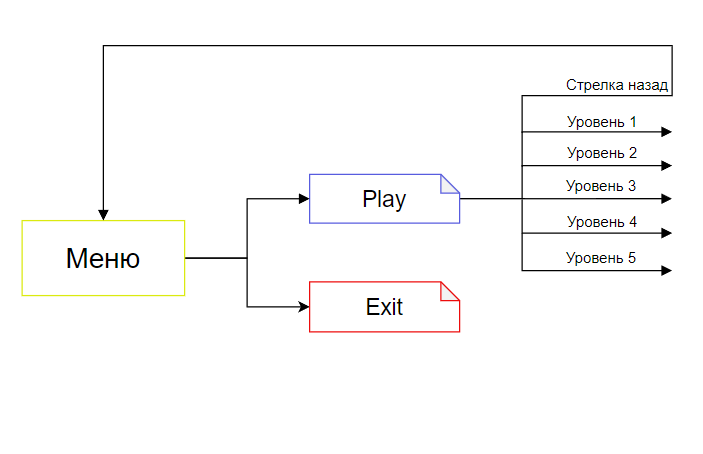 Стрелка назад
Уровень 1
Уровень 2
Уровень 3
Play
Уровень 4
Меню
Уровень 5
Exit